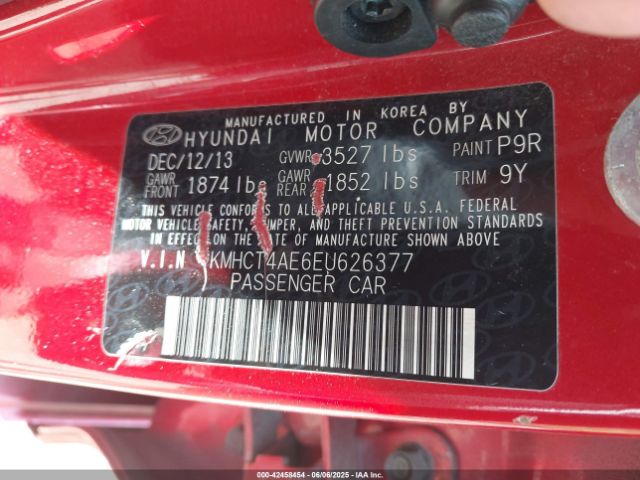 MANUFACTURED IN KOREA BY
HYUNDAI MOTOR COMPANY
DEC/12/13 GVWR 3527 lbs PAINT P9R
GAWR FRONT 1874 lbs GAWR REAR 1852 lbs TRIM 9Y
THIS VEHICLE CONFORMS TO ALL APPLICABLE U.S.A. FEDERAL
MOTOR VEHICLE SAFETY, BUMPER, AND THEFT PREVENTION STANDARDS
IN EFFECT ON THE DATE OF MANUFACTURE SHOWN ABOVE
V.I.N KMHCT4AE6EU626377
PASSENGER CAR
000-42458454 - 06/06/2025 - IAAI.COM